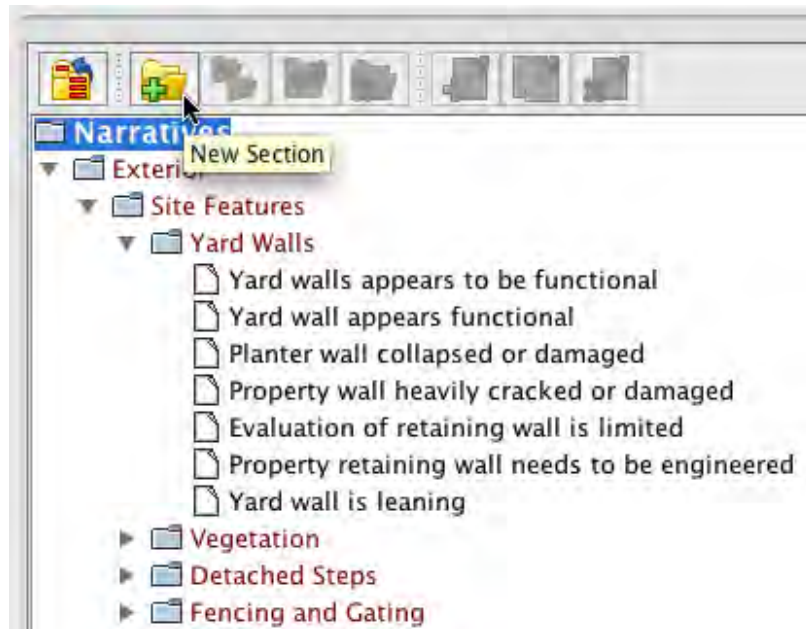 Narratives
New Section
Exterior
Site Features
Yard Walls
Yard walls appears to be functional
Yard wall appears functional
Planter wall collapsed or damaged
Property wall heavily cracked or damaged
Evaluation of retaining wall is limited
Property retaining wall needs to be engineered
Yard wall is leaning
Vegetation
Detached Steps
Fencing and Gating